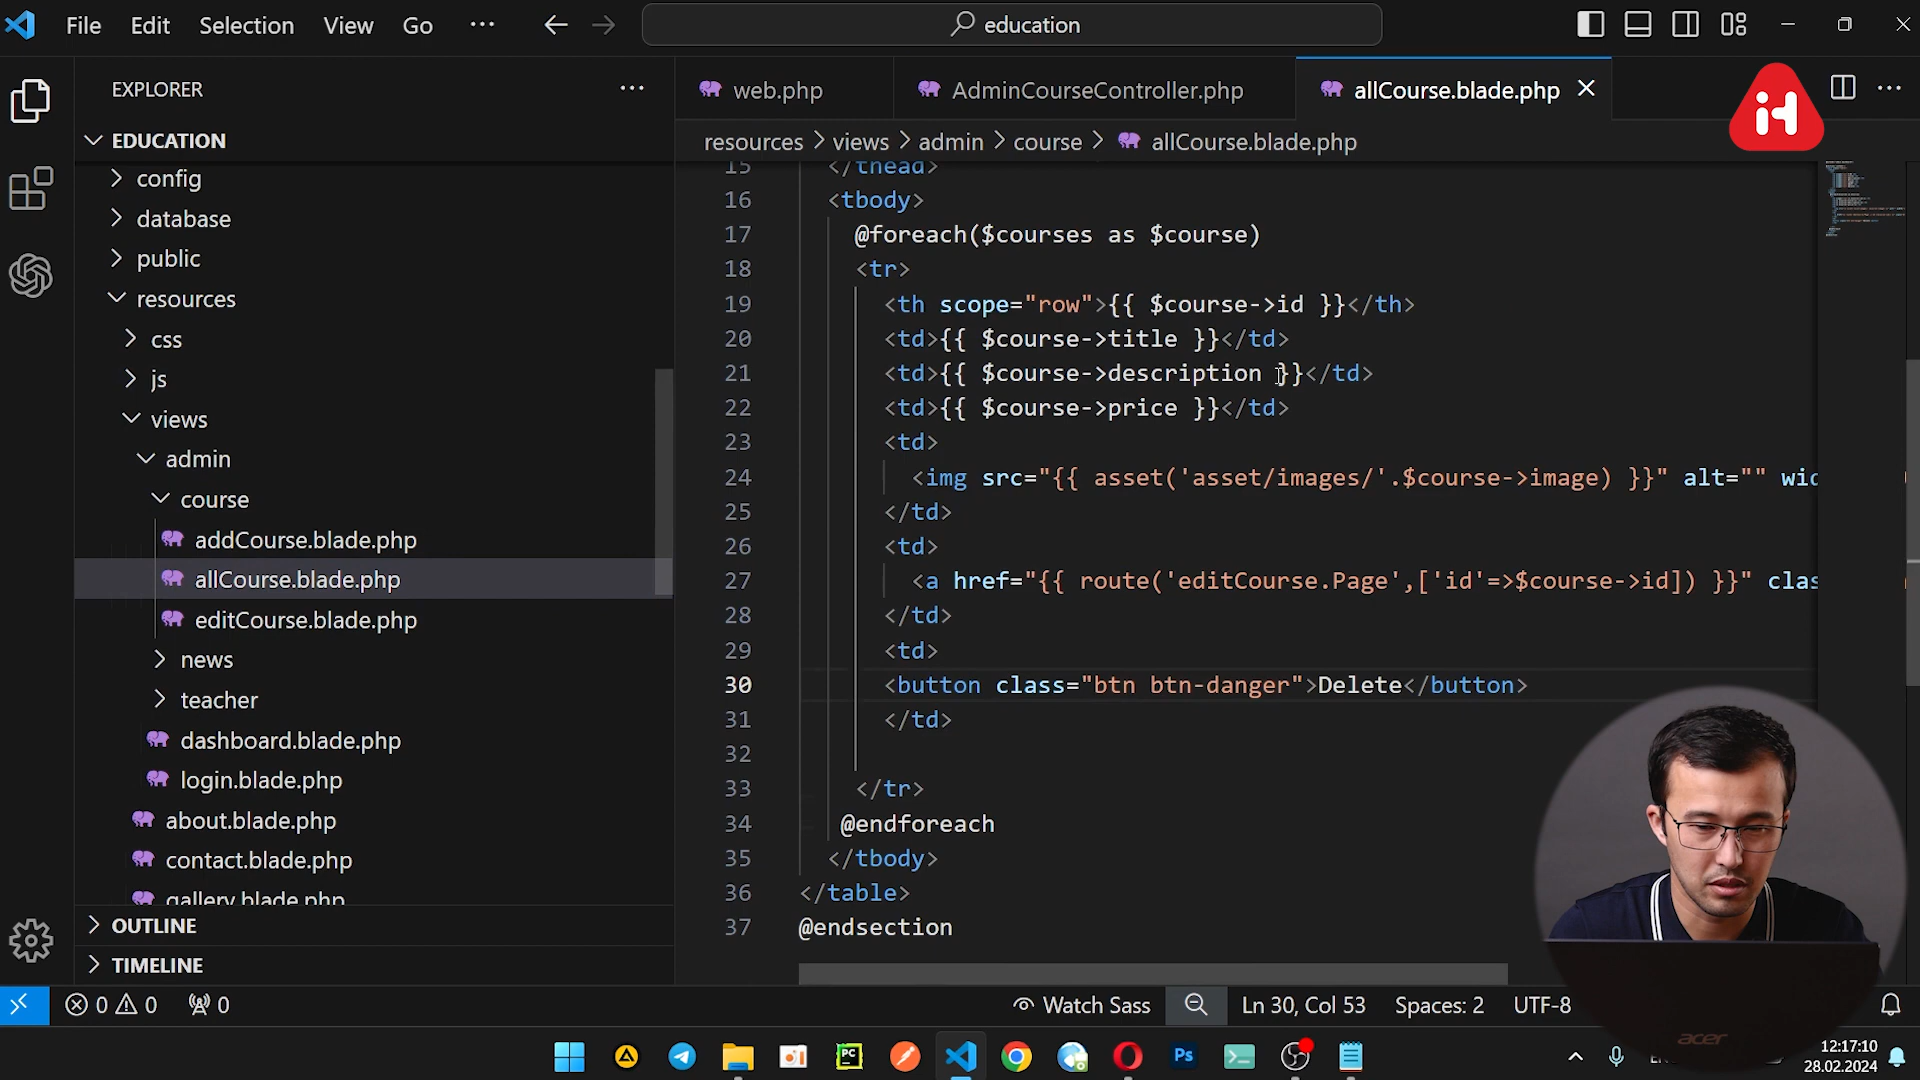 File Edit Selection View Go ··· education
EXPLORER ···
web.php AdminCourseController.php allCourse.blade.php
EDUCATION
resources > views > admin > course > allCourse.blade.php
config
database
public
resources
css
js
views
admin
course
addCourse.blade.php
allCourse.blade.php
editCourse.blade.php
news
teacher
dashboard.blade.php
login.blade.php
about.blade.php
contact.blade.php
gallery.blade.php
OUTLINE
TIMELINE
15 </thead>
16 <tbody>
17 @foreach($courses as $course)
18 <tr>
19 <th scope="row">{{ $course->id }}</th>
20 <td>{{ $course->title }}</td>
21 <td>{{ $course->description }}</td>
22 <td>{{ $course->price }}</td>
23 <td>
24 <img src="{{ asset('asset/images/'.$course->image) }}" alt=""
25 </td>
26 <td>
27 <a href="{{ route('editCourse.Page',['id'=>$course->id]) }}"
28 </td>
29 <td>
30 <button class="btn btn-danger">Delete</button>
31 </td>
32
33 </tr>
34 @endforeach
35 </tbody>
36 </table>
37 @endsection
0 0 0 Watch Sass Ln 30, Col 53 Spaces: 2 UTF-8
acer
PC Ps
12:17:10
28.02.2024